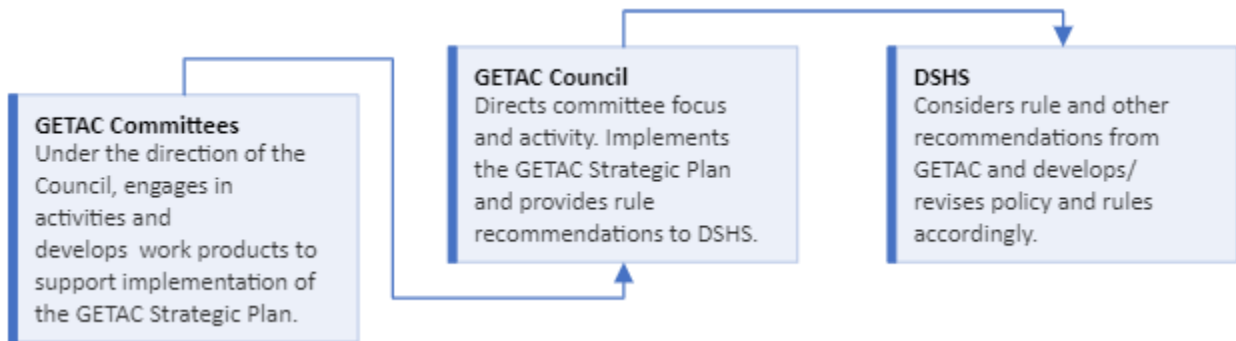 GETAC Committees
Under the direction of the
Council, engages in
activities and
develops  work products to
support implementation of
the GETAC Strategic Plan.
GETAC Council
Directs committee focus
and activity. Implements
the GETAC Strategic Plan
and provides rule
recommendations to DSHS.
DSHS
Considers rule and other
recommendations from
GETAC and develops/
revises policy and rules
accordingly.